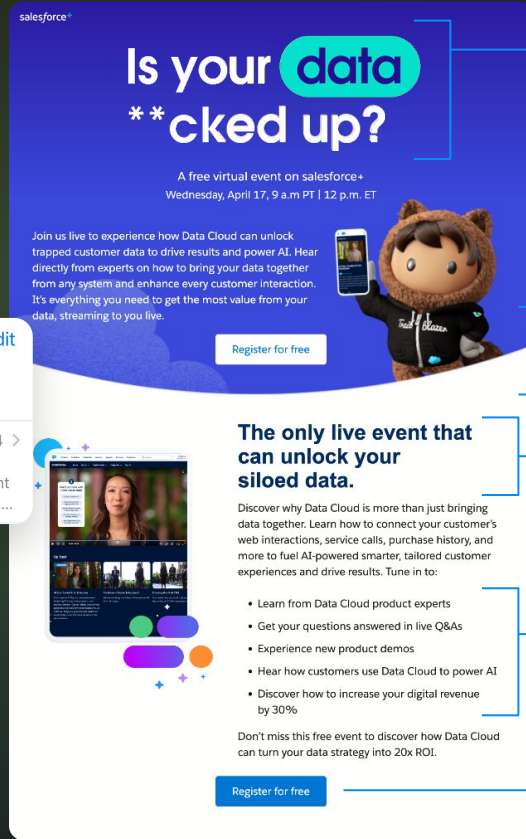 salesforce+
Is your data
**cked up?
A free virtual event on salesforce+
Wednesday, April 17, 9 a.m PT | 12 p.m. ET
Join us live to experience how Data Cloud can unlock
trapped customer data to drive results and power AI. Hear
directly from experts on how to bring your data together
from any system and enhance every customer interaction.
It's everything you need to get the most value from your
data, streaming to you live.
Trail blazer
Register for free
dit
nt
...
The only live event that
can unlock your
siloed data.
Discover why Data Cloud is more than just bringing
data together. Learn how to connect your customer's
web interactions, service calls, purchase history, and
more to fuel AI-powered smarter, tailored customer
experiences and drive results. Tune in to:
• Learn from Data Cloud product experts
• Get your questions answered in live Q&As
• Experience new product demos
• Hear how customers use Data Cloud to power AI
• Discover how to increase your digital revenue
by 30%
Don't miss this free event to discover how Data Cloud
can turn your data strategy into 20x ROI.
Register for free